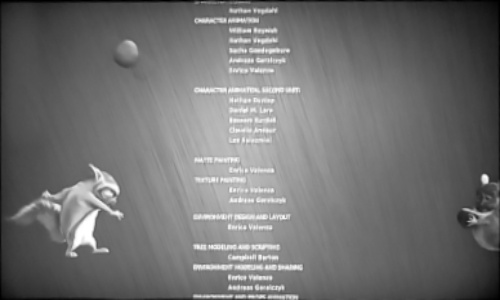 Nathan Vegdahl
CHARACTER ANIMATION
William Reynish
Nathan Vegdahl
Sacha Goedegebure
Andreas Goralczyk
Enrico Valenza
CHARACTER ANIMATION, SECOND UNIT:
Nathan Dunlap
Daniel M. Lara
Bassam Kurdali
Claudio Andaur
MATTE PAINTING
Enrico Valenza
TEXTURE PAINTING
Enrico Valenza
Andreas Goralczyk
ENVIRONMENT DESIGN AND LAYOUT
Enrico Valenza
TREE MODELING AND SCRIPTING
Campbell Barton
ENVIRONMENT MODELING AND SHADING
Enrico Valenza
Andreas Goralczyk